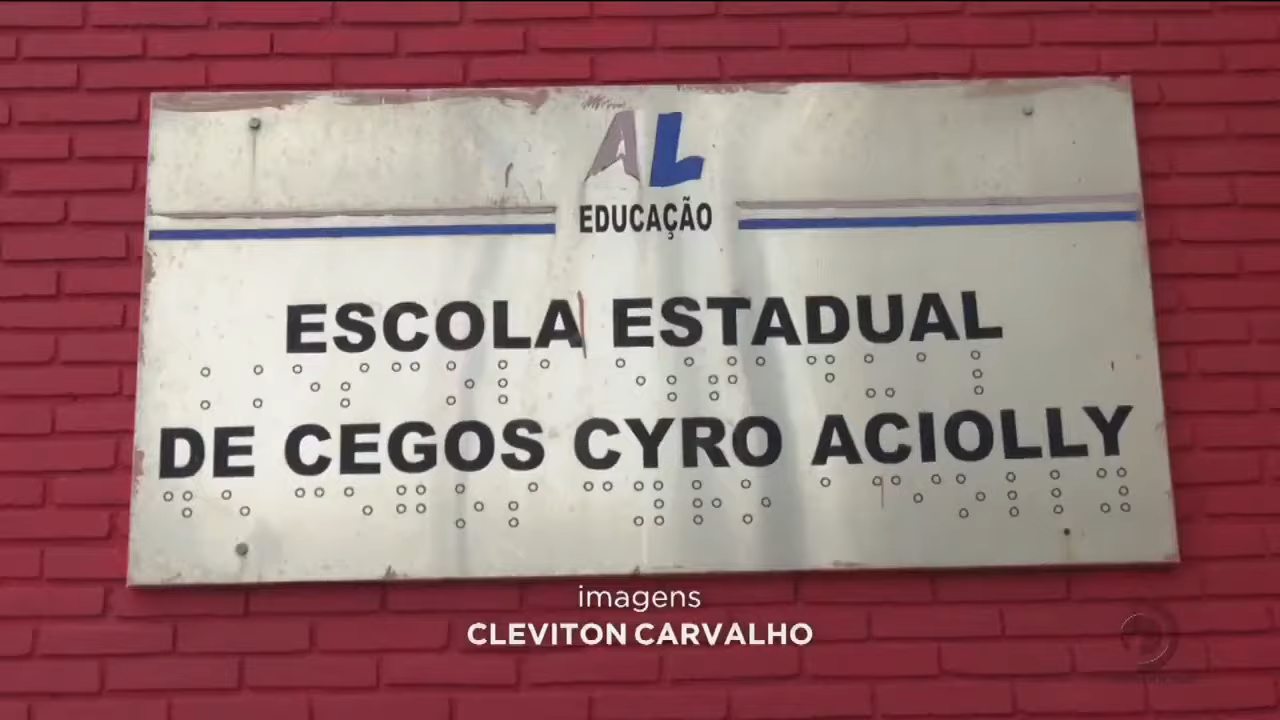 AL
EDUCAÇÃO
ESCOLA ESTADUAL
DE CEGOS CYRO ACIOLLY
imagens
CLEVITON CARVALHO